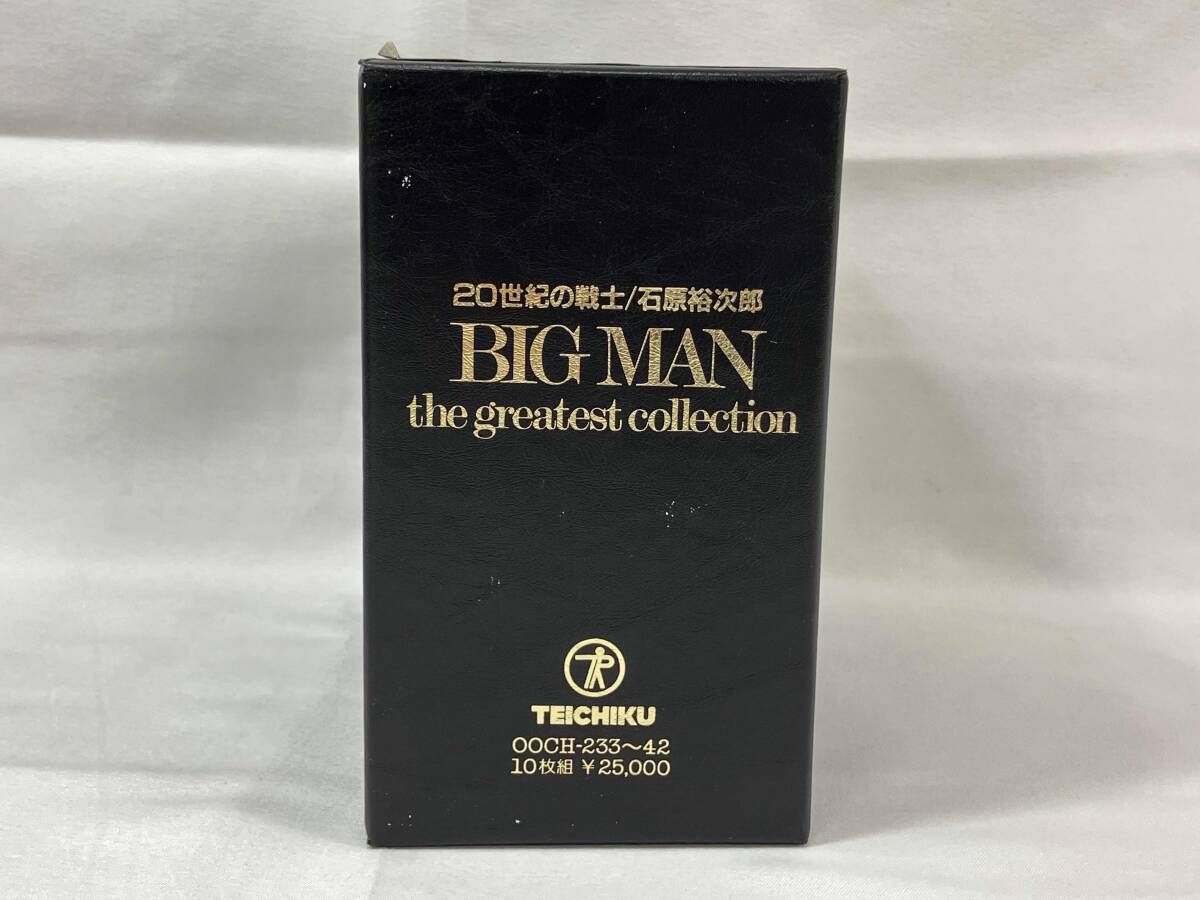 20世紀の戦士/石原裕次郎
BIG MAN
the greatest collection
TEICHIKU
OOCH-233～42
10枚組 ¥25,000